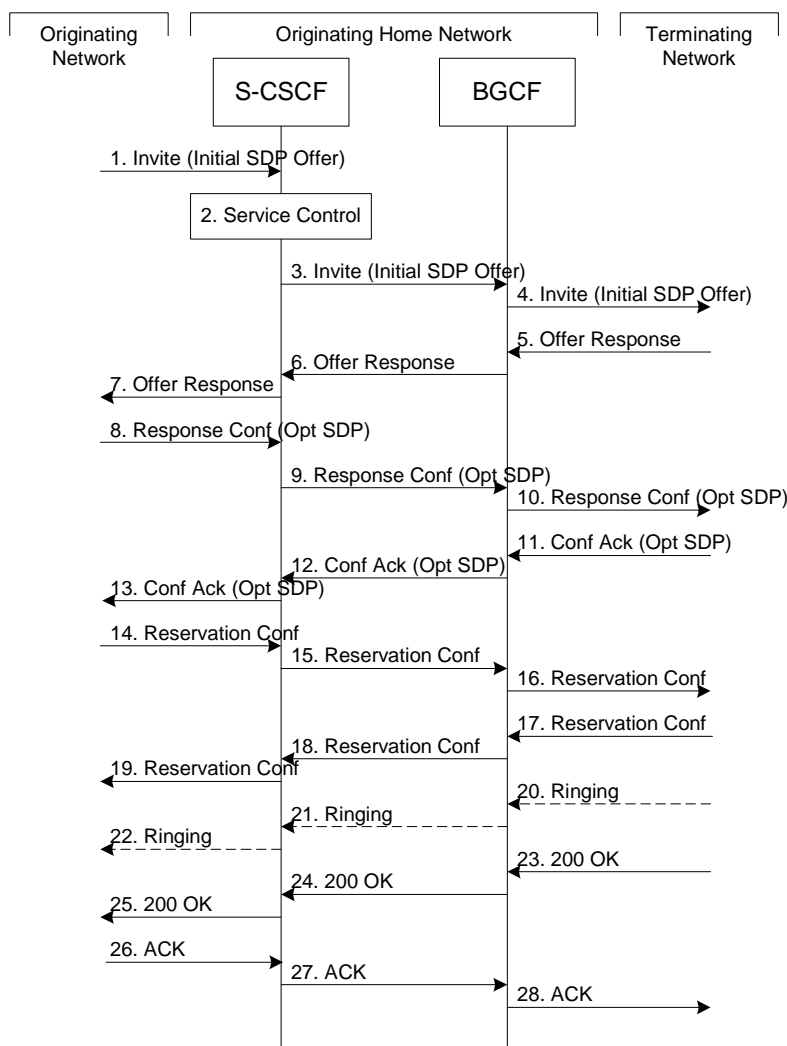 Originating
Network
Originating Home Network
Terminating
Network
S-CSCF
BGCF
1. Invite (Initial SDP Offer)
2. Service Control
3. Invite (Initial SDP Offer)
4. Invite (Initial SDP Offer)
5. Offer Response
6. Offer Response
7. Offer Response
8. Response Conf (Opt SDP)
9. Response Conf (Opt SDP)
10. Response Conf (Opt SDP)
11. Conf Ack (Opt SDP)
12. Conf Ack (Opt SDP)
13. Conf Ack (Opt SDP)
14. Reservation Conf
15. Reservation Conf
16. Reservation Conf
17. Reservation Conf
18. Reservation Conf
19. Reservation Conf
20. Ringing
21. Ringing
22. Ringing
23. 200 OK
24. 200 OK
25. 200 OK
26. ACK
27. ACK
28. ACK